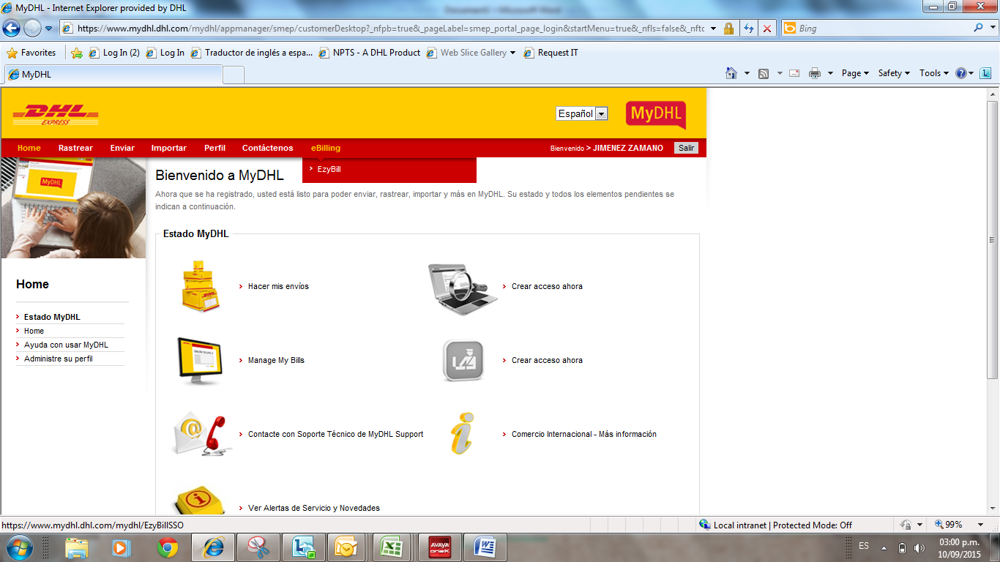 MyDHL - Internet Explorer provided by DHL
https://www.mydhl.dhl.com/mydhl/appmanager/smep/customerDesktop?_nfpb=true&_pageLabel=smep_portal_page_login&startMenu=true&_nfls=false&_nftc
Bing
Favorites
Log In (2)
Log In
Traductor de inglés a espa...
NPTS - A DHL Product
Web Slice Gallery
Request IT
MyDHL
Page
Safety
Tools
DHL
EXPRESS
Español
MyDHL
Home
Rastrear
Enviar
Importar
Perfil
Contáctenos
eBilling
Bienvenido > JIMENEZ ZAMANO
Salir
EzyBill
MyDHL
Bienvenido a MyDHL
Ahora que se ha registrado, usted está listo para poder enviar, rastrear, importar y más en MyDHL. Su estado y todos los elementos pendientes se
indican a continuación.
Estado MyDHL
Home
Estado MyDHL
Home
Ayuda con usar MyDHL
Administre su perfil
DHL
Hacer mis envíos
Crear acceso ahora
Manage My Bills
Crear acceso ahora
Contacte con Soporte Técnico de MyDHL Support
Comercio Internacional - Más información
Ver Alertas de Servicio y Novedades
https://www.mydhl.dhl.com/mydhl/EzyBillSSO
Local intranet | Protected Mode: Off
99%
AVAYA
one-X
ES
03:00 p.m.
10/09/2015